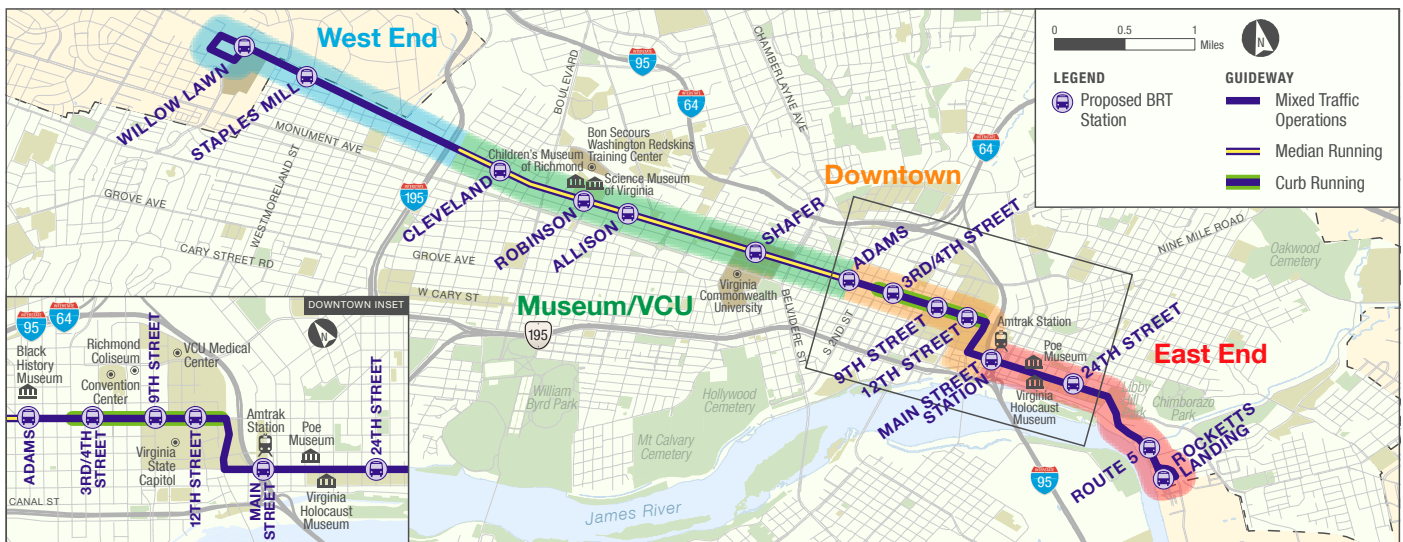 West End
WILLOW LAWN
STAPLES MILL
MONUMENT AVE
GROVE AVE
WESTMORELAND ST
CARY STREET RD
195
CLEVELAND
BOULEVARD
Bon Secours
Washington Redskins
Training Center
Children's Museum
of Richmond
Science Museum
of Virginia
ROBINSON
ALLISON
GROVE AVE
W CARY ST
Museum/VCU
195
95
64
CHAMBERLAYNE AVE
64
SHAFER
Virginia
Commonwealth
University
BELVIDERE ST
Downtown
ADAMS
3RD/4TH STREET
S 2ND ST
9TH STREET
12TH STREET
MAIN STREET
STATION
Amtrak Station
Poe
Museum
Virginia
Holocaust
Museum
24TH STREET
East End
NINE MILE ROAD
Oakwood
Cemetery
Libby
Hill
Park
Chimborazo
Park
ROUTE 5
ROCKETTS
LANDING
95
William
Byrd Park
Hollywood
Cemetery
Mt Calvary
Cemetery
James River
0
0.5
1
Miles
N
LEGEND
Proposed BRT
Station
GUIDEWAY
Mixed Traffic
Operations
Median Running
Curb Running
DOWNTOWN INSET
N
95
64
Black
History
Museum
Richmond
Coliseum
Convention
Center
9TH STREET
VCU Medical
Center
ADAMS
3RD/4TH
STREET
Virginia
State
Capitol
12TH STREET
Amtrak
Station
MAIN
STREET
Poe
Museum
Virginia
Holocaust
Museum
24TH STREET
CANAL ST